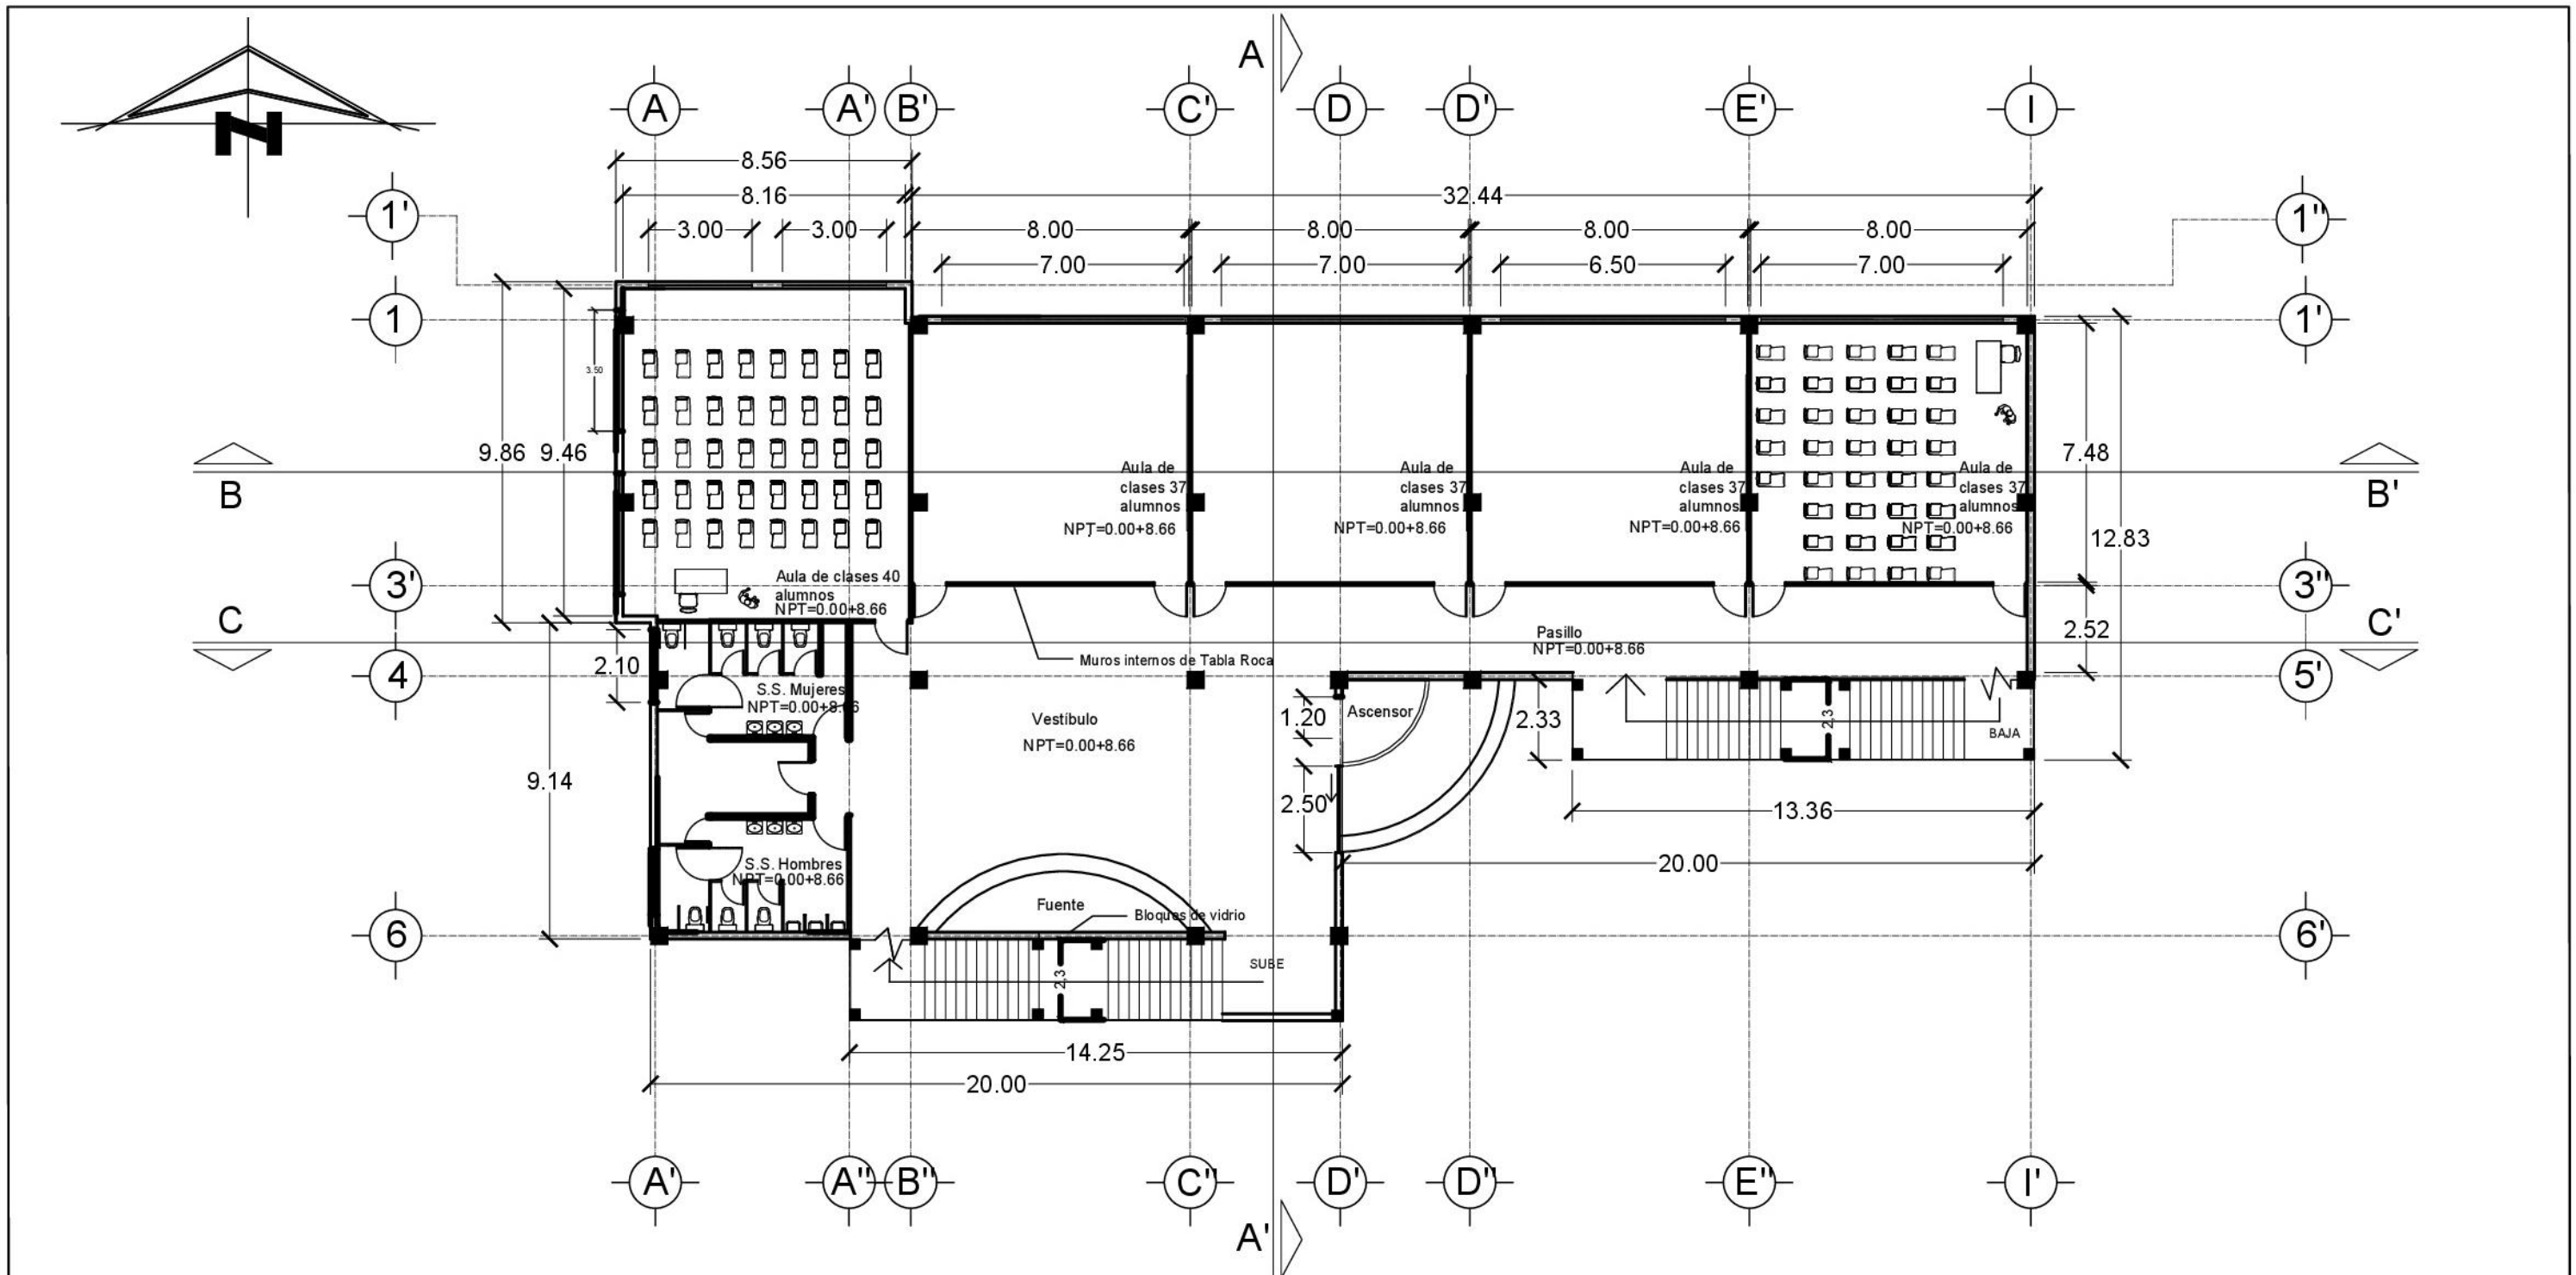 A
N
A
A'
B'
C'
D
D'
E'
I
8.56
8.16
32.44
1'
1''
3.00
3.00
8.00
8.00
8.00
8.00
7.00
7.00
6.50
7.00
1
1'
3.50
9.86
9.46
7.48
B
B'
Aula de
clases 37
alumnos
NPT=0.00+8.66
Aula de
clases 37
alumnos
NPT=0.00+8.66
Aula de
clases 37
alumnos
NPT=0.00+8.66
Aula de
clases 37
alumnos
NPT=0.00+8.66
12.83
3'
3''
Aula de clases 40
alumnos
NPT=0.00+8.66
C
C'
2.52
Pasillo
NPT=0.00+8.66
Muros internos de Tabla Roca
2.10
4
5'
S.S. Mujeres
NPT=0.00+8.66
Vestíbulo
NPT=0.00+8.66
1.20
Ascensor
2.33
2,3
BAJA
9.14
2.50
13.36
S.S. Hombres
NPT=0.00+8.66
20.00
Fuente
Bloques de vidrio
6
6'
SUBE
2,3
14.25
20.00
A'
A''
B''
C''
D'
D''
E''
I'
A'